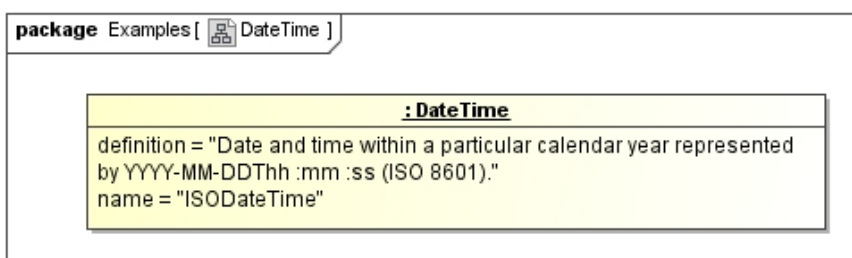 package Examples [ DateTime ]
: DateTime
definition = "Date and time within a particular calendar year represented
by YYYY-MM-DDThh :mm :ss (ISO 8601)."
name = "ISODateTime"